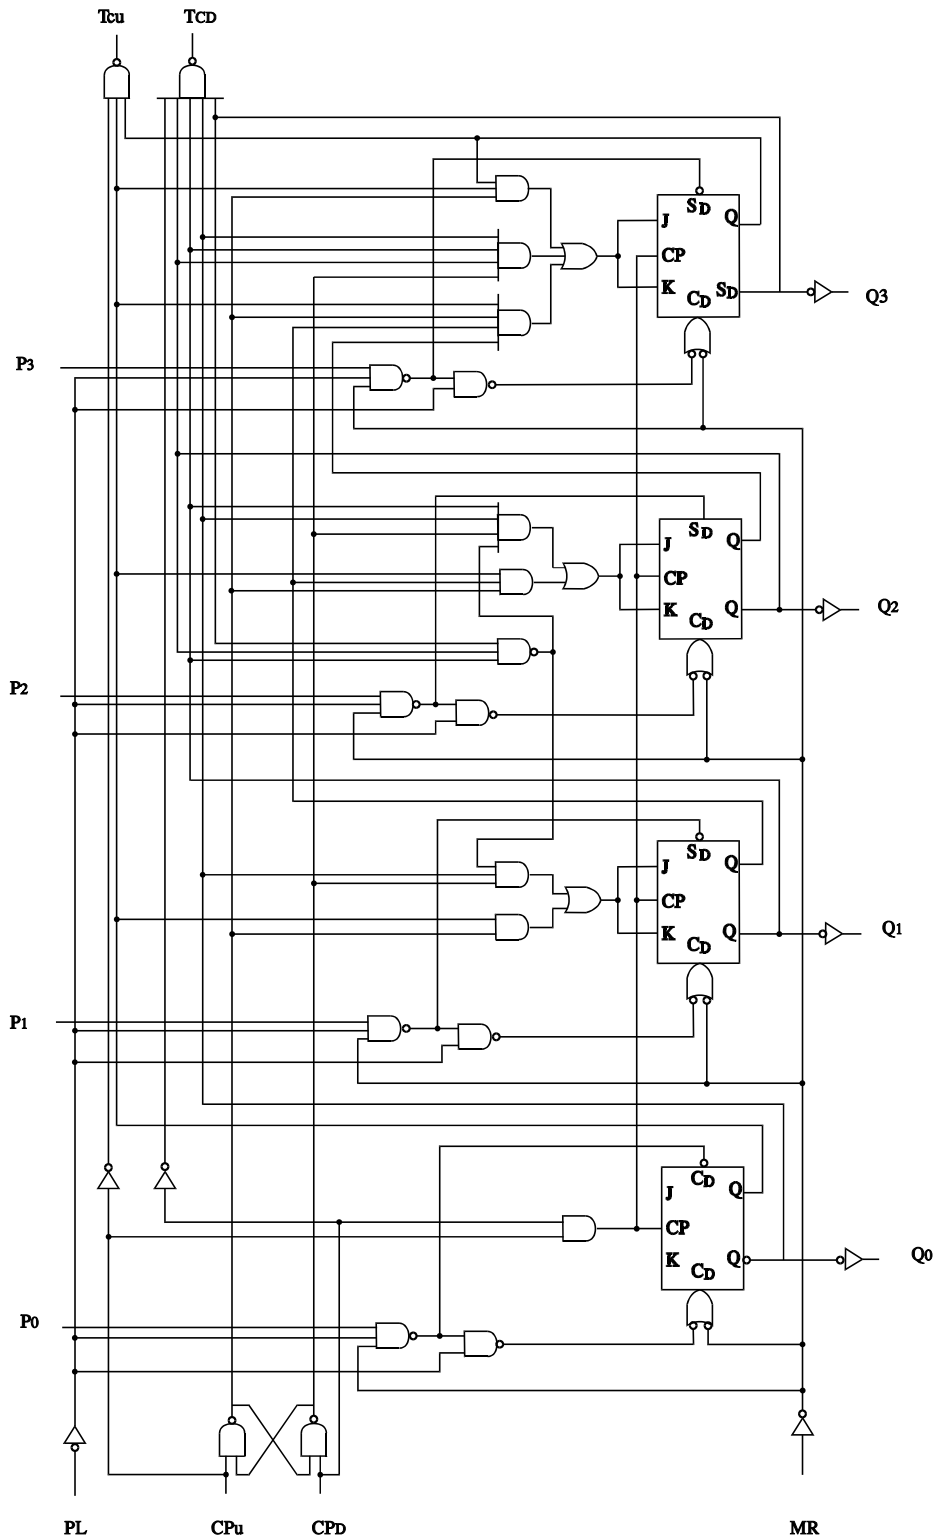 Tcu TCD
SD Q
J
CP
K SD
CD
Q3
P3
SD Q
J
CP
K Q
CD
Q2
P2
SD Q
J
CP
K Q
CD
Q1
P1
CD Q
J
CP
K Q
CD
Q0
P0
PL CPu CPD MR